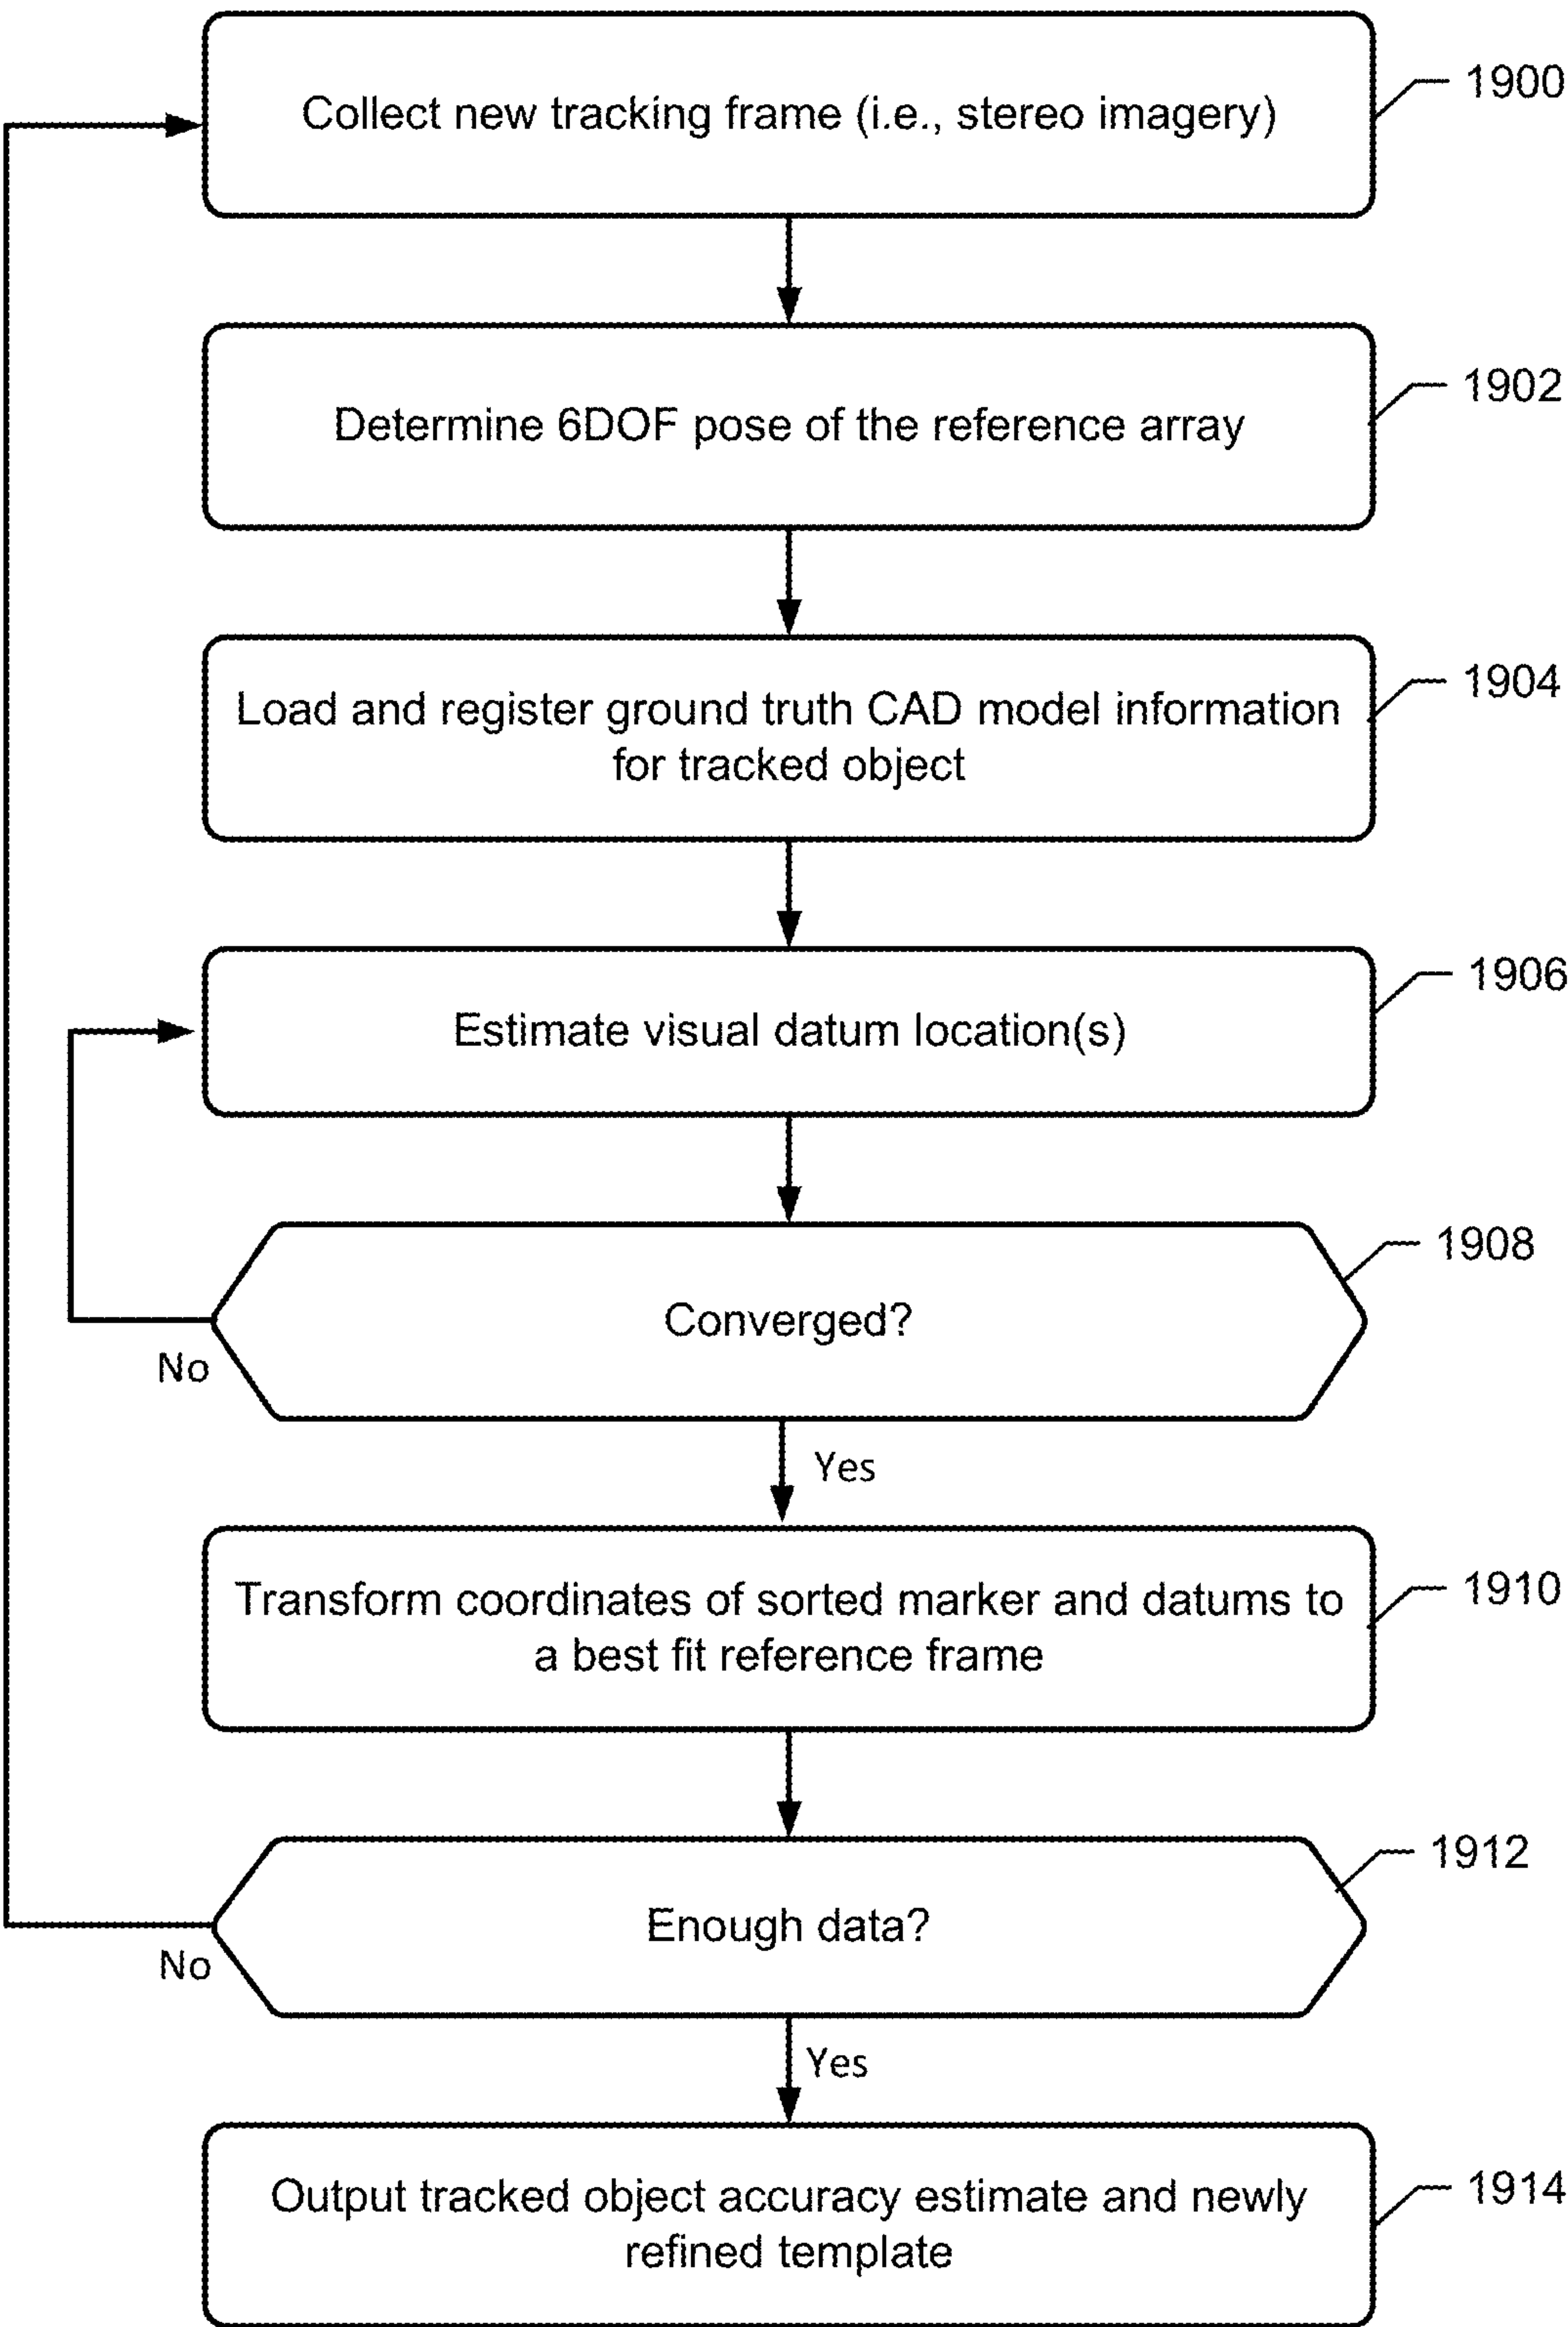 Collect new tracking frame (i.e., stereo imagery)
1900
Determine 6DOF pose of the reference array
1902
Load and register ground truth CAD model information
for tracked object
1904
Estimate visual datum location(s)
1906
Converged?
1908
No
Yes
Transform coordinates of sorted marker and datums to
a best fit reference frame
1910
Enough data?
1912
No
Yes
Output tracked object accuracy estimate and newly
refined template
1914